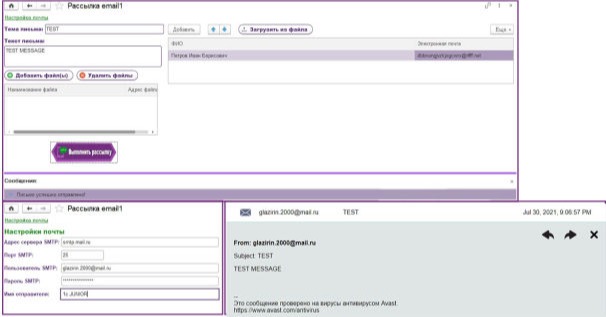 Рассылка email1
Настройка почты
Тема письма: TEST
Текст письма:
TEST MESSAGE
Добавить файл(ы) Удалить файлы
Наименование файла Адрес файла
Выполнить рассылку
Добавить Загрузить из файла Еще
ФИО Электронная почта
Петров Иван Борисович
Сообщения:
Письмо успешно отправлено!
Рассылка email1
Настройка почты
Настройки почты
Адрес сервера SMTP: smtp.mail.ru
Порт SMTP: 25
Пользователь SMTP: glazirin.2000@mail.ru
Пароль SMTP: ***************
Имя отправителя: 1c JUNIOR
glazirin.2000@mail.ru TEST Jul 30, 2021, 9:06:57 PM
From: glazirin.2000@mail.ru
Subject: TEST
TEST MESSAGE
--
Это сообщение проверено на вирусы антивирусом Avast.
https://www.avast.com/antivirus